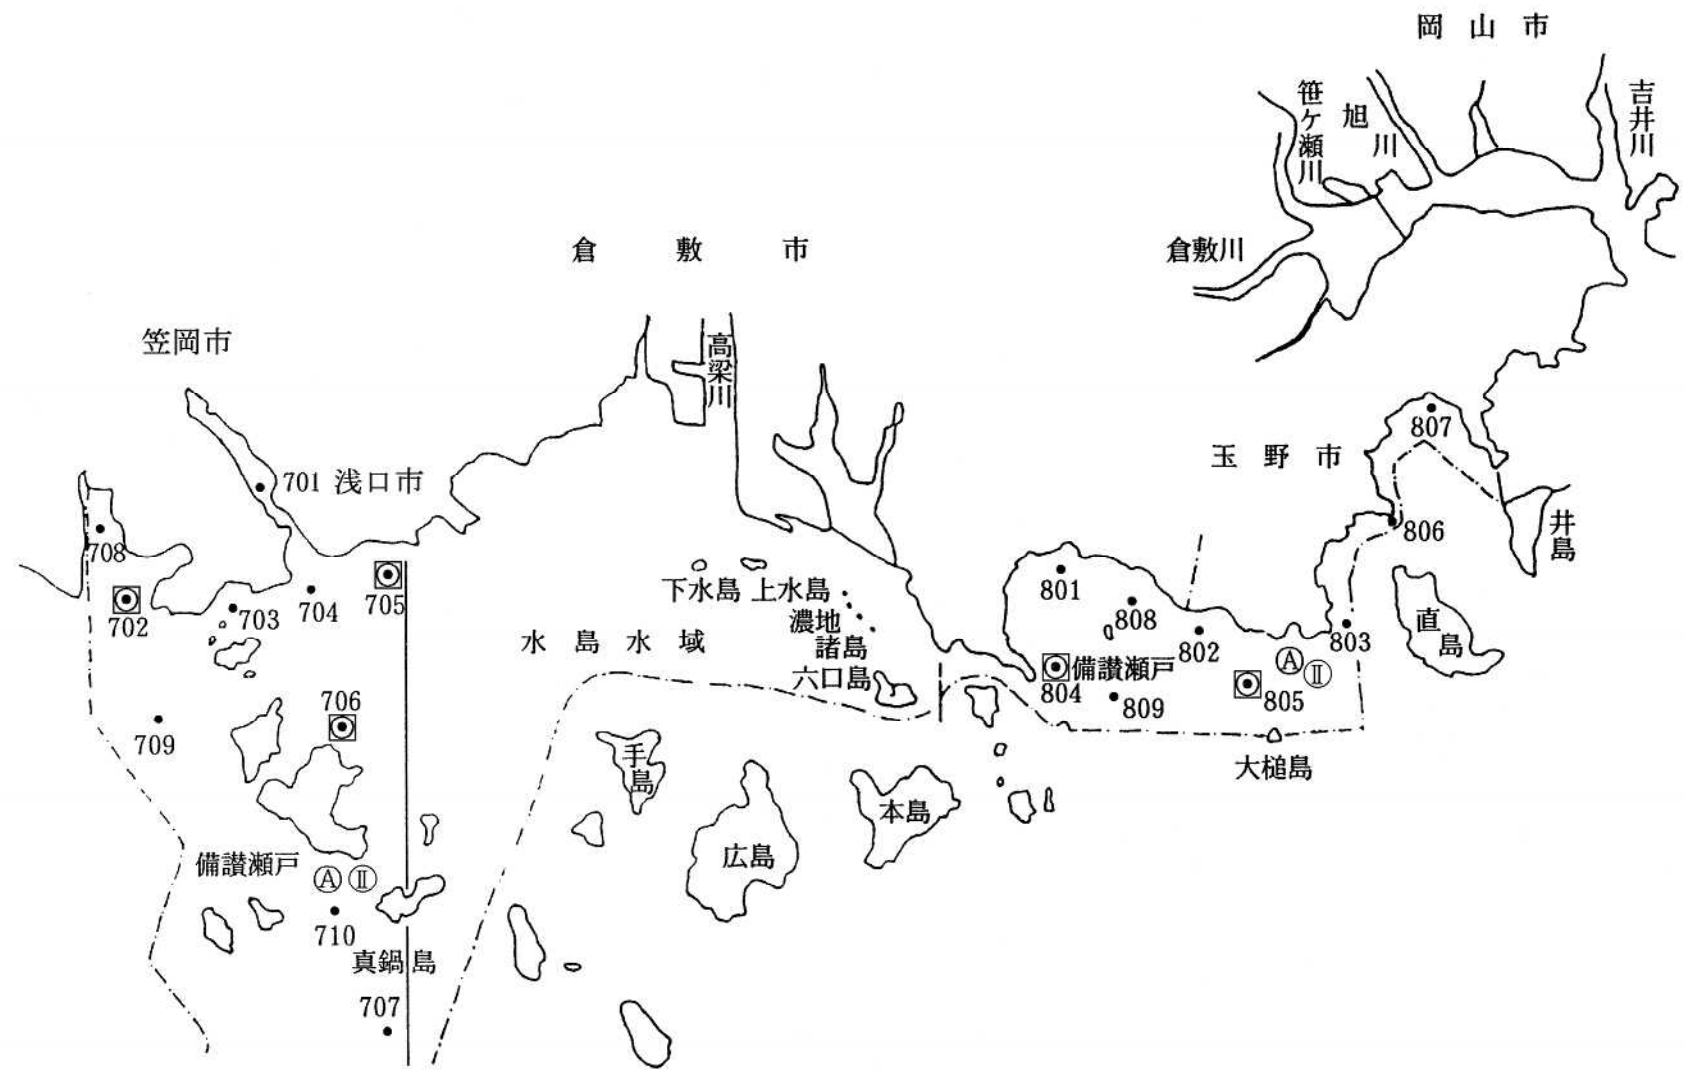 岡山市
笹ケ瀬川
旭川
吉井川
倉敷川
倉敷市
高梁川
笠岡市
701 浅口市
玉野市
807
806
井島
708
702
703
704
705
下水島 上水島
濃地
諸島
六口島
水島水域
801
808
802
803
直島
804
備讃瀬戸
809
805
Ⓐ Ⅱ
大槌島
706
709
手島
広島
本島
備讃瀬戸
Ⓐ Ⅱ
710
真鍋島
707